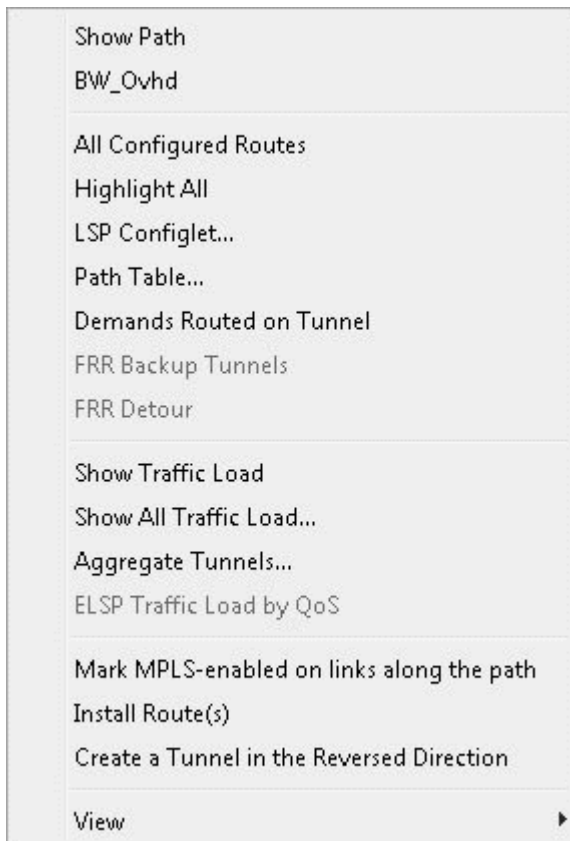 Show Path
BW_Ovhd
All Configured Routes
Highlight All
LSP Configlet...
Path Table...
Demands Routed on Tunnel
FRR Backup Tunnels
FRR Detour
Show Traffic Load
Show All Traffic Load...
Aggregate Tunnels...
ELSP Traffic Load by QoS
Mark MPLS-enabled on links along the path
Install Route(s)
Create a Tunnel in the Reversed Direction
View